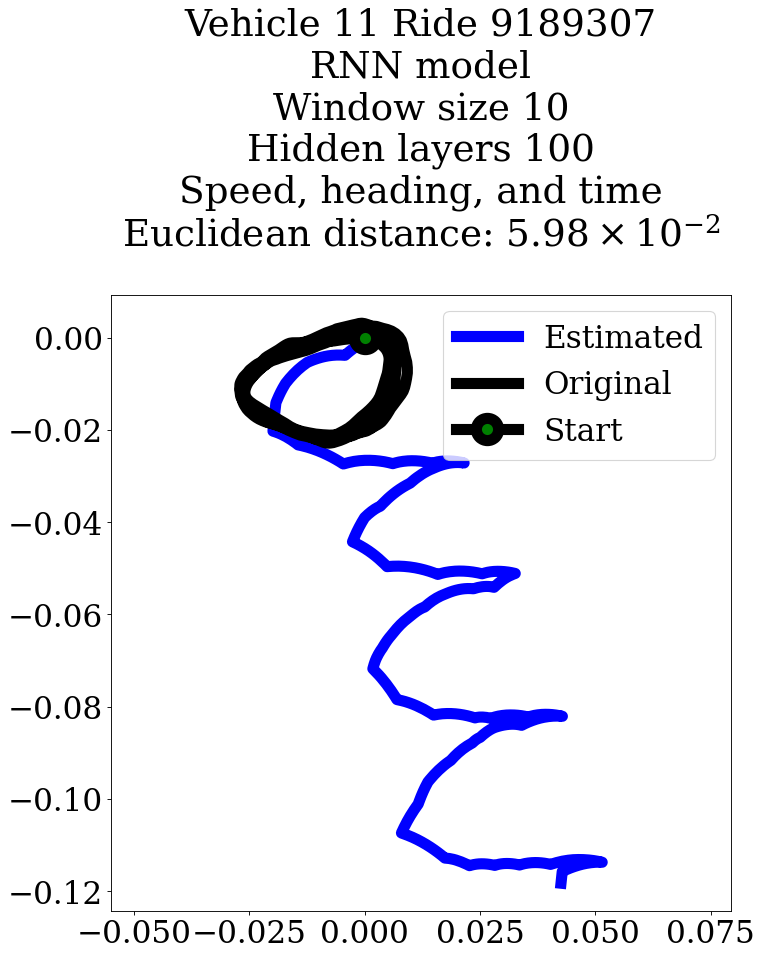 Vehicle 11 Ride 9189307
RNN model
Window size 10
Hidden layers 100
Speed, heading, and time
Euclidean distance: 5.98 × 10⁻²
Estimated
Original
Start
0.00
−0.02
−0.04
−0.06
−0.08
−0.10
−0.12
−0.050 −0.025 0.000 0.025 0.050 0.075